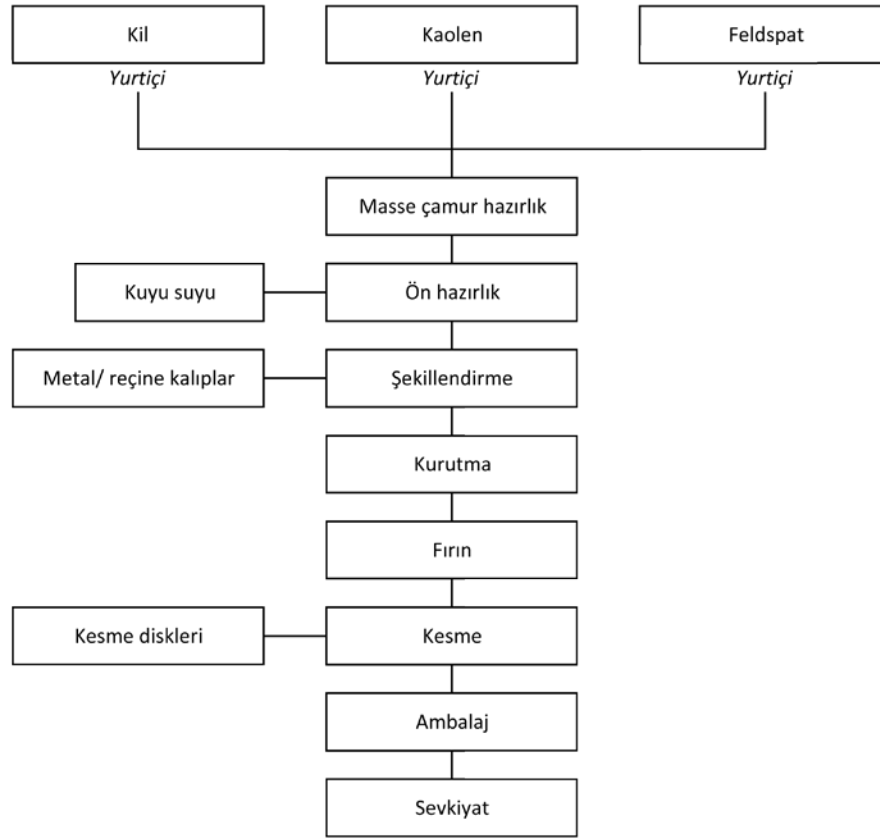 Kil
Kaolen
Feldspat
Yurtiçi
Yurtiçi
Yurtiçi
Masse çamur hazırlık
Kuyu suyu
Ön hazırlık
Metal/ reçine kalıplar
Şekillendirme
Kurutma
Fırın
Kesme diskleri
Kesme
Ambalaj
Sevkiyat